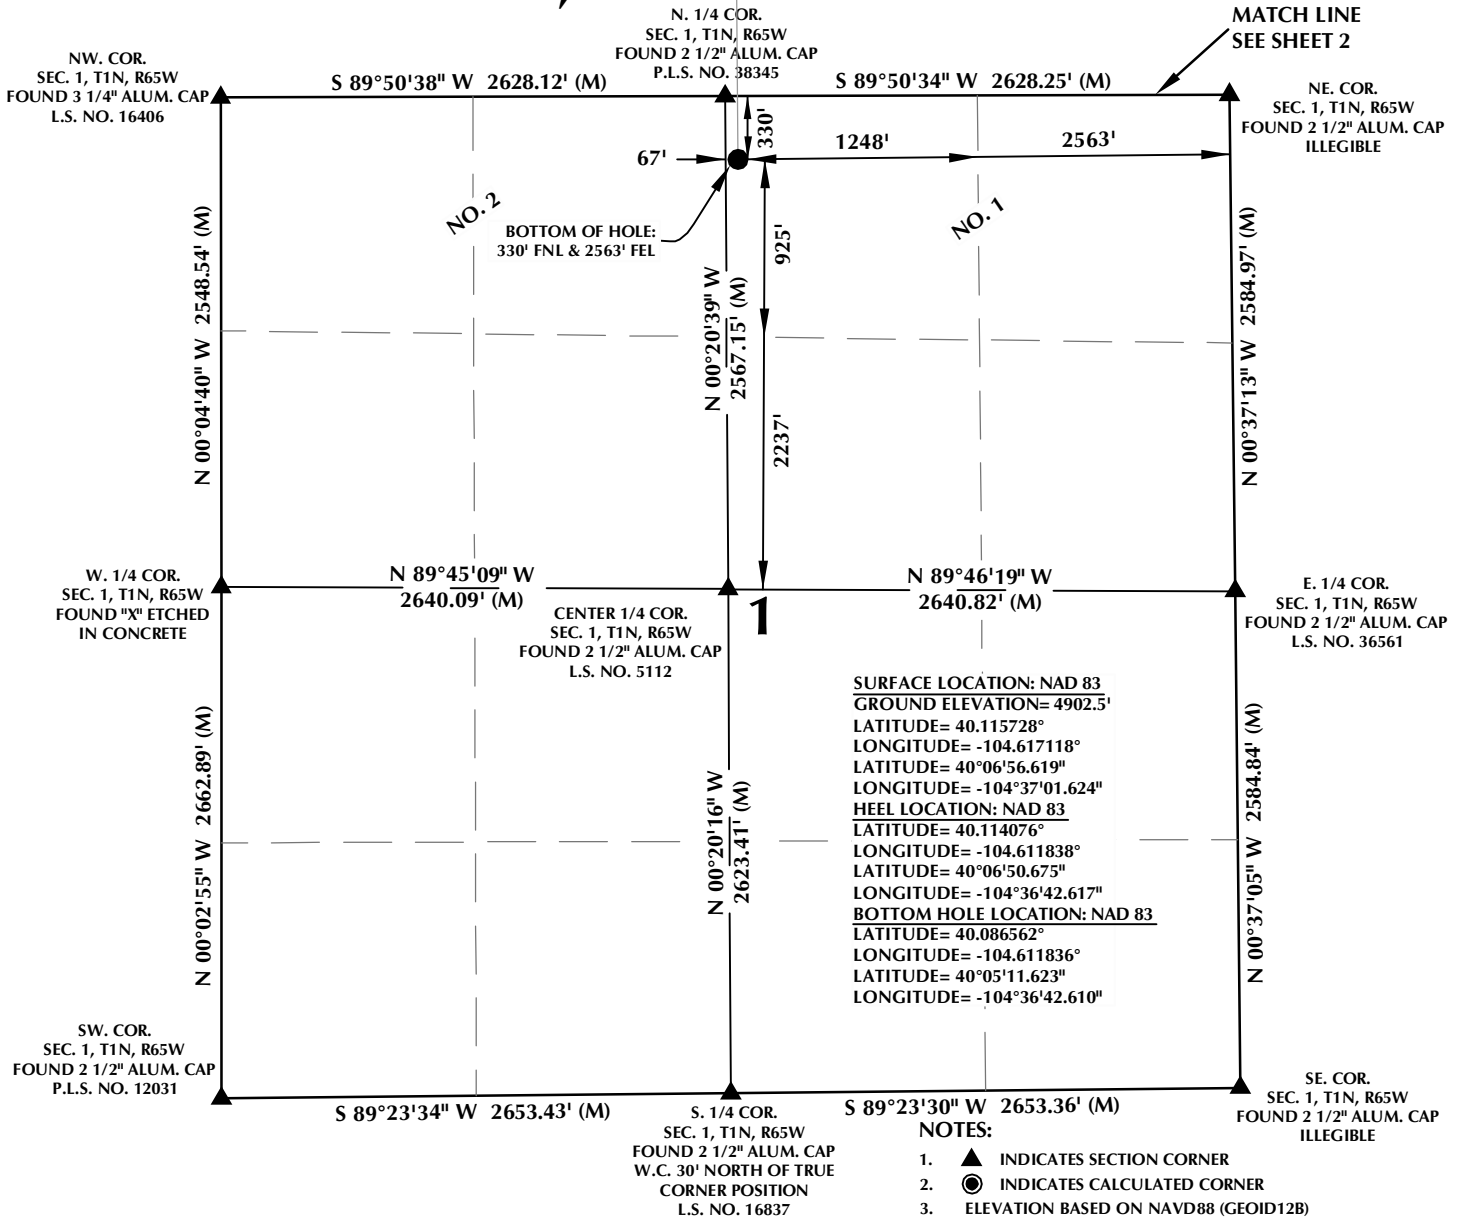 N. 1/4 COR.
SEC. 1, T1N, R65W
FOUND 2 1/2" ALUM. CAP
P.L.S. NO. 38345
MATCH LINE
SEE SHEET 2
NW. COR.
SEC. 1, T1N, R65W
FOUND 3 1/4" ALUM. CAP
L.S. NO. 16406
S 89°50'38" W 2628.12' (M)
S 89°50'34" W 2628.25' (M)
NE. COR.
SEC. 1, T1N, R65W
FOUND 2 1/2" ALUM. CAP
ILLEGIBLE
330'
67'
1248'
2563'
NO. 2
NO. 1
BOTTOM OF HOLE:
330' FNL & 2563' FEL
925'
N 00°04'40" W 2548.54' (M)
N 00°20'39" W
2567.15' (M)
N 00°37'13" W 2584.97' (M)
2237'
W. 1/4 COR.
SEC. 1, T1N, R65W
FOUND "X" ETCHED
IN CONCRETE
N 89°45'09" W
2640.09' (M)
CENTER 1/4 COR.
SEC. 1, T1N, R65W
FOUND 2 1/2" ALUM. CAP
L.S. NO. 5112
1
N 89°46'19" W
2640.82' (M)
E. 1/4 COR.
SEC. 1, T1N, R65W
FOUND 2 1/2" ALUM. CAP
L.S. NO. 36561
SURFACE LOCATION: NAD 83
GROUND ELEVATION= 4902.5'
LATITUDE= 40.115728°
LONGITUDE= -104.617118°
LATITUDE= 40°06'56.619"
LONGITUDE= -104°37'01.624"
HEEL LOCATION: NAD 83
LATITUDE= 40.114076°
LONGITUDE= -104.611838°
LATITUDE= 40°06'50.675"
LONGITUDE= -104°36'42.617"
BOTTOM HOLE LOCATION: NAD 83
LATITUDE= 40.086562°
LONGITUDE= -104.611836°
LATITUDE= 40°05'11.623"
LONGITUDE= -104°36'42.610"
N 00°02'55" W 2662.89' (M)
N 00°20'16" W
2623.41' (M)
N 00°37'05" W 2584.84' (M)
SW. COR.
SEC. 1, T1N, R65W
FOUND 2 1/2" ALUM. CAP
P.L.S. NO. 12031
S 89°23'34" W 2653.43' (M)
S. 1/4 COR.
SEC. 1, T1N, R65W
FOUND 2 1/2" ALUM. CAP
W.C. 30' NORTH OF TRUE
CORNER POSITION
L.S. NO. 16837
S 89°23'30" W 2653.36' (M)
SE. COR.
SEC. 1, T1N, R65W
FOUND 2 1/2" ALUM. CAP
ILLEGIBLE
NOTES:
1. INDICATES SECTION CORNER
2. INDICATES CALCULATED CORNER
3. ELEVATION BASED ON NAVD88 (GEOID12B)